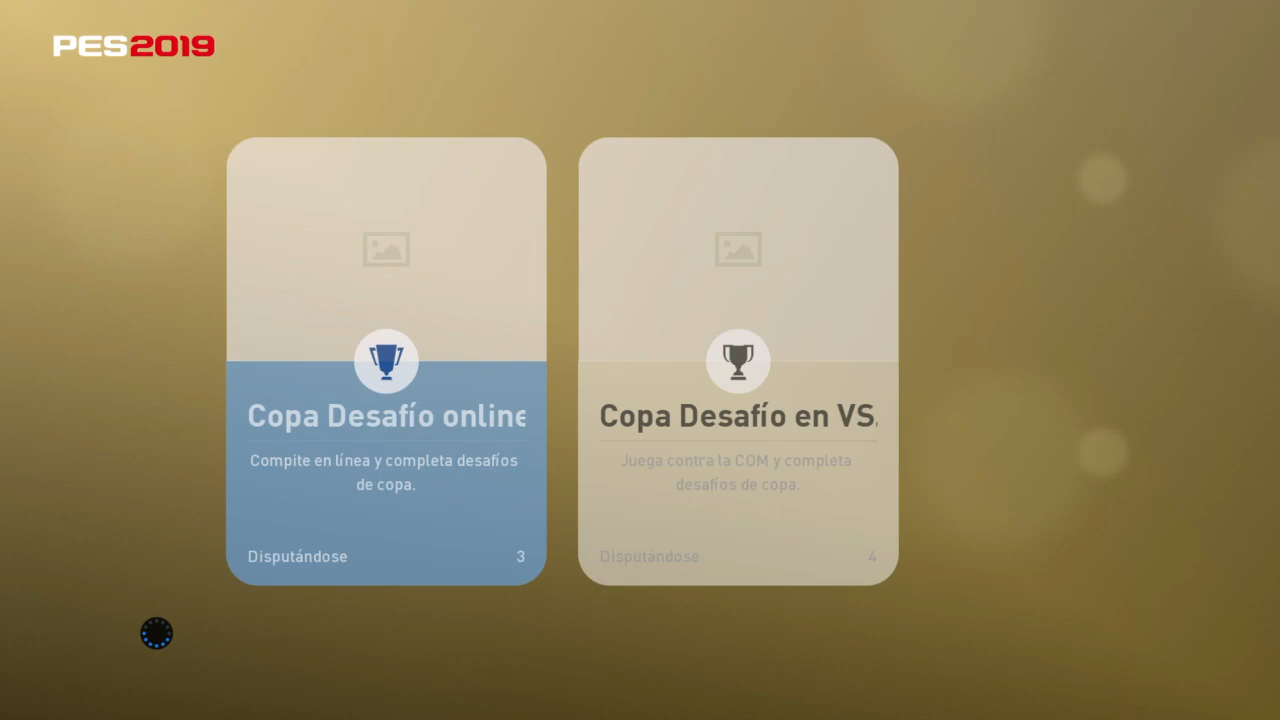 PES2019
Copa Desafío online
Compite en línea y completa desafíos
de copa.
Disputándose 3
Copa Desafío en VS.
Juega contra la COM y completa
desafíos de copa.
Disputándose 4